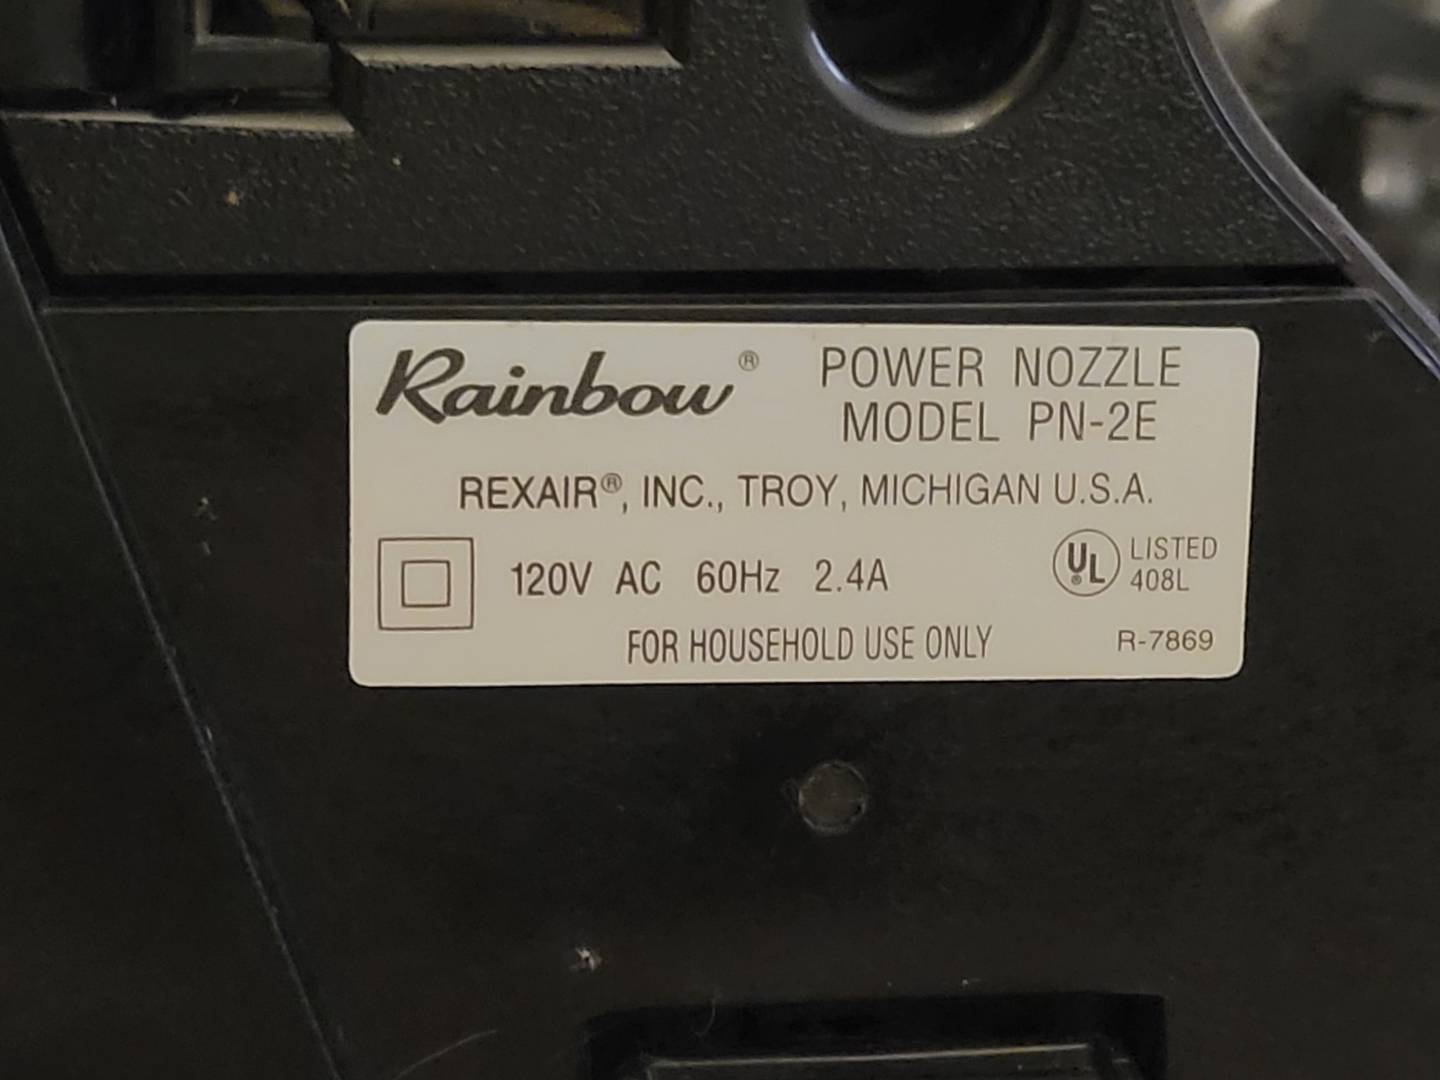 Rainbow® POWER NOZZLE
MODEL PN-2E
REXAIR®, INC., TROY, MICHIGAN U.S.A.
120V AC 60Hz 2.4A
UL® LISTED
408L
FOR HOUSEHOLD USE ONLY
R-7869